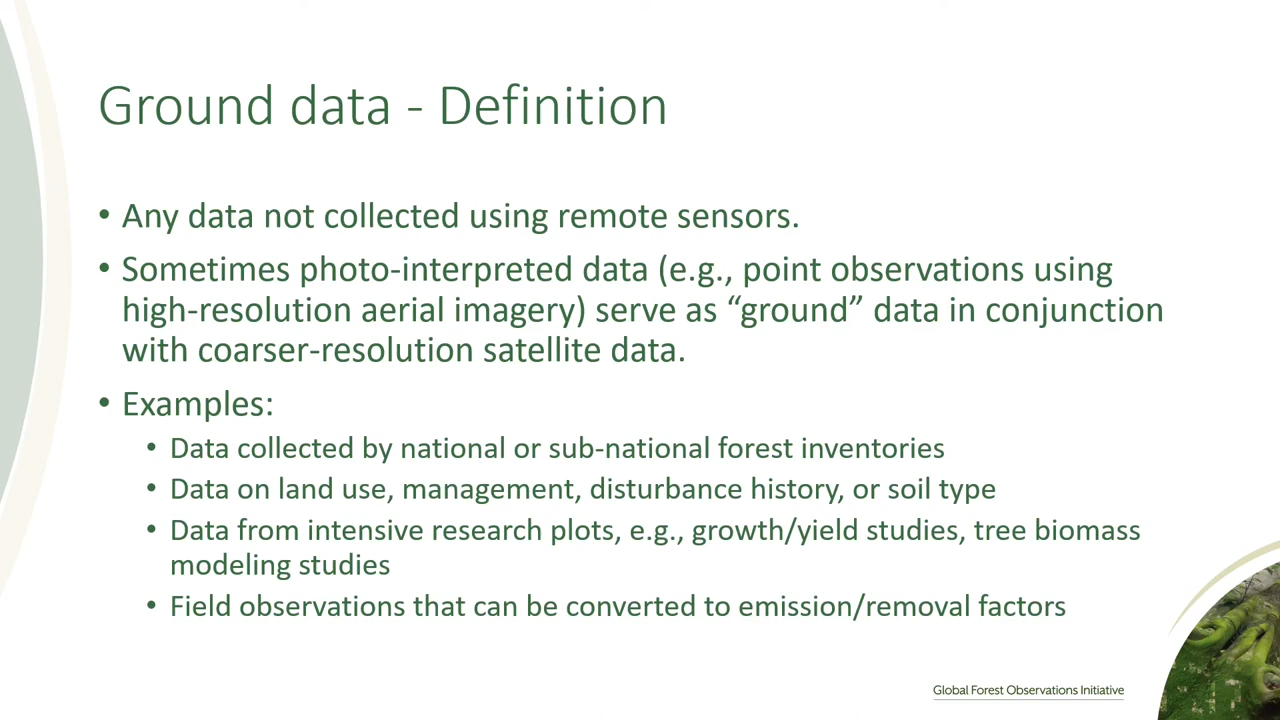 Ground data - Definition
• Any data not collected using remote sensors.
• Sometimes photo-interpreted data (e.g., point observations using
high-resolution aerial imagery) serve as “ground” data in conjunction
with coarser-resolution satellite data.
• Examples:
• Data collected by national or sub-national forest inventories
• Data on land use, management, disturbance history, or soil type
• Data from intensive research plots, e.g., growth/yield studies, tree biomass
modeling studies
• Field observations that can be converted to emission/removal factors
Global Forest Observations Initiative